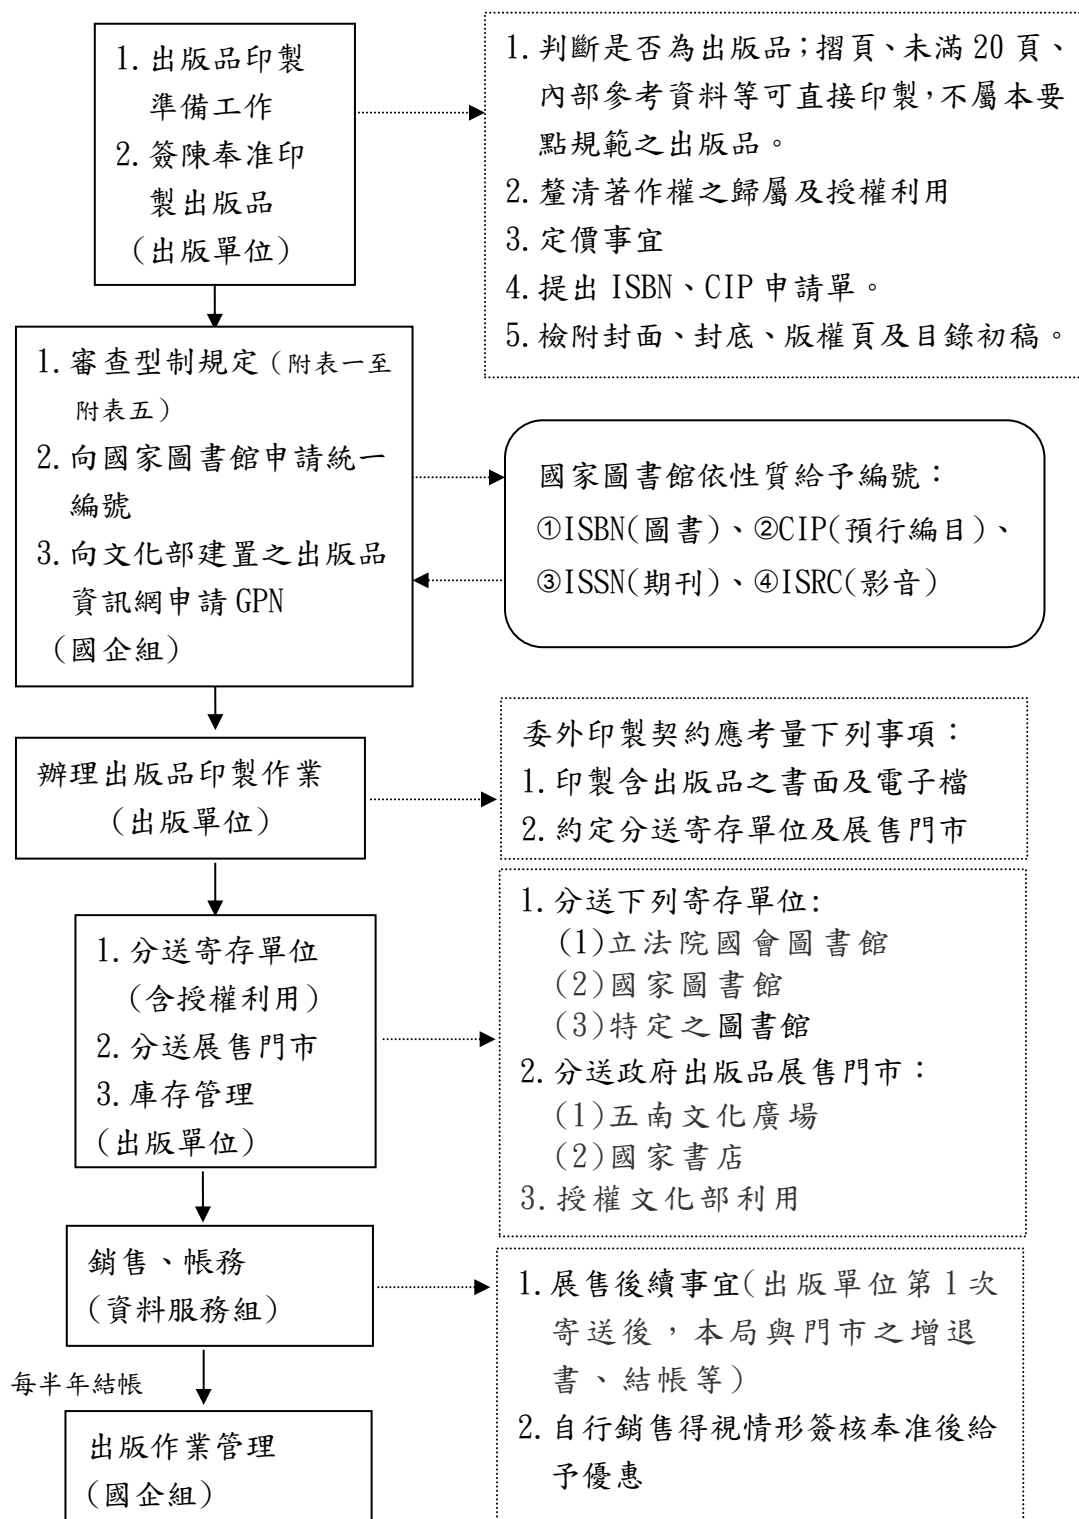 1.出版品印製
準備工作
2.簽陳奉准印
製出版品
(出版單位)
1.判斷是否為出版品；摺頁、未滿20頁、
內部參考資料等可直接印製，不屬本要
點規範之出版品。
2.釐清著作權之歸屬及授權利用
3.定價事宜
4.提出ISBN、CIP申請單。
5.檢附封面、封底、版權頁及目錄初稿。
1.審查型制規定(附表一至
附表五)
2.向國家圖書館申請統一
編號
3.向文化部建置之出版品
資訊網申請GPN
(國企組)
國家圖書館依性質給予編號：
①ISBN(圖書)、②CIP(預行編目)、
③ISSN(期刊)、④ISRC(影音)
辦理出版品印製作業
(出版單位)
委外印製契約應考量下列事項：
1.印製含出版品之書面及電子檔
2.約定分送寄存單位及展售門市
1.分送寄存單位
(含授權利用)
2.分送展售門市
3.庫存管理
(出版單位)
1.分送下列寄存單位:
(1)立法院國會圖書館
(2)國家圖書館
(3)特定之圖書館
2.分送政府出版品展售門市：
(1)五南文化廣場
(2)國家書店
3.授權文化部利用
銷售、帳務
(資料服務組)
1.展售後續事宜(出版單位第1次
寄送後，本局與門市之增退
書、結帳等)
2.自行銷售得視情形簽核奉准後給
予優惠
每半年結帳
出版作業管理
(國企組)